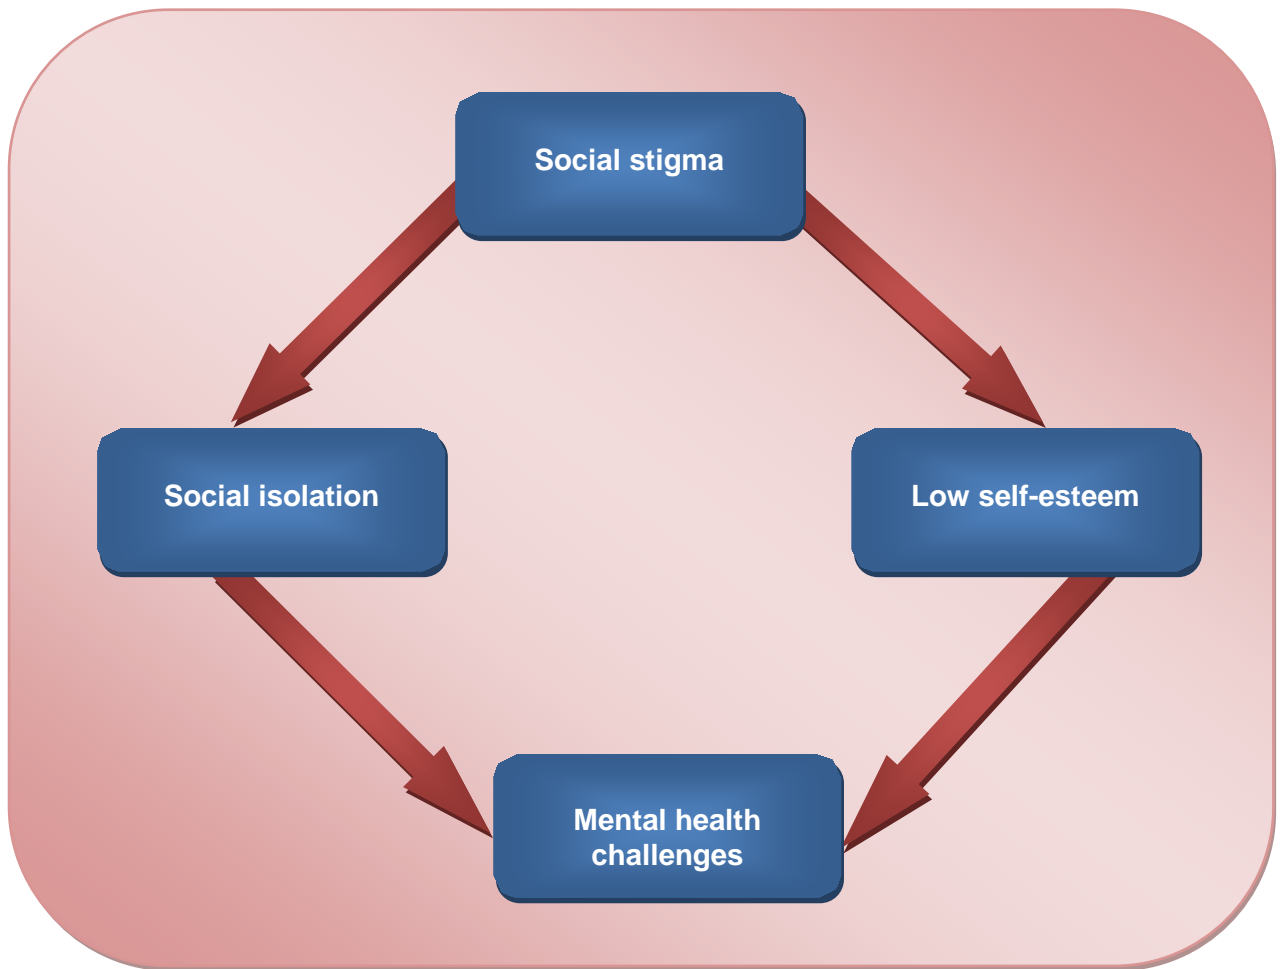 Social stigma
Social isolation
Low self-esteem
Mental health
challenges